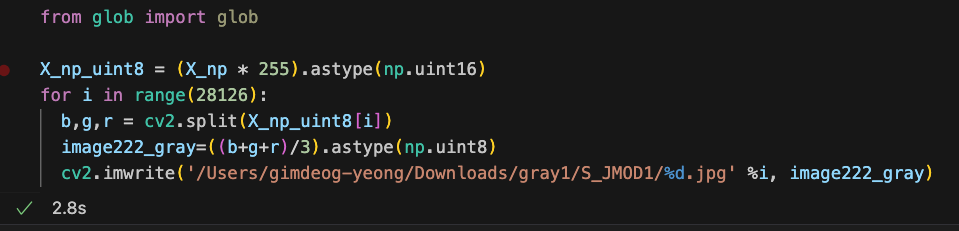 from glob import glob
X_np_uint8 = (X_np * 255).astype(np.uint16)
for i in range(28126):
b,g,r = cv2.split(X_np_uint8[i])
image222_gray=((b+g+r)/3).astype(np.uint8)
cv2.imwrite('/Users/gimdeog-yeong/Downloads/gray1/S_JMOD1/%d.jpg' %i, image222_gray)
✓ 2.8s